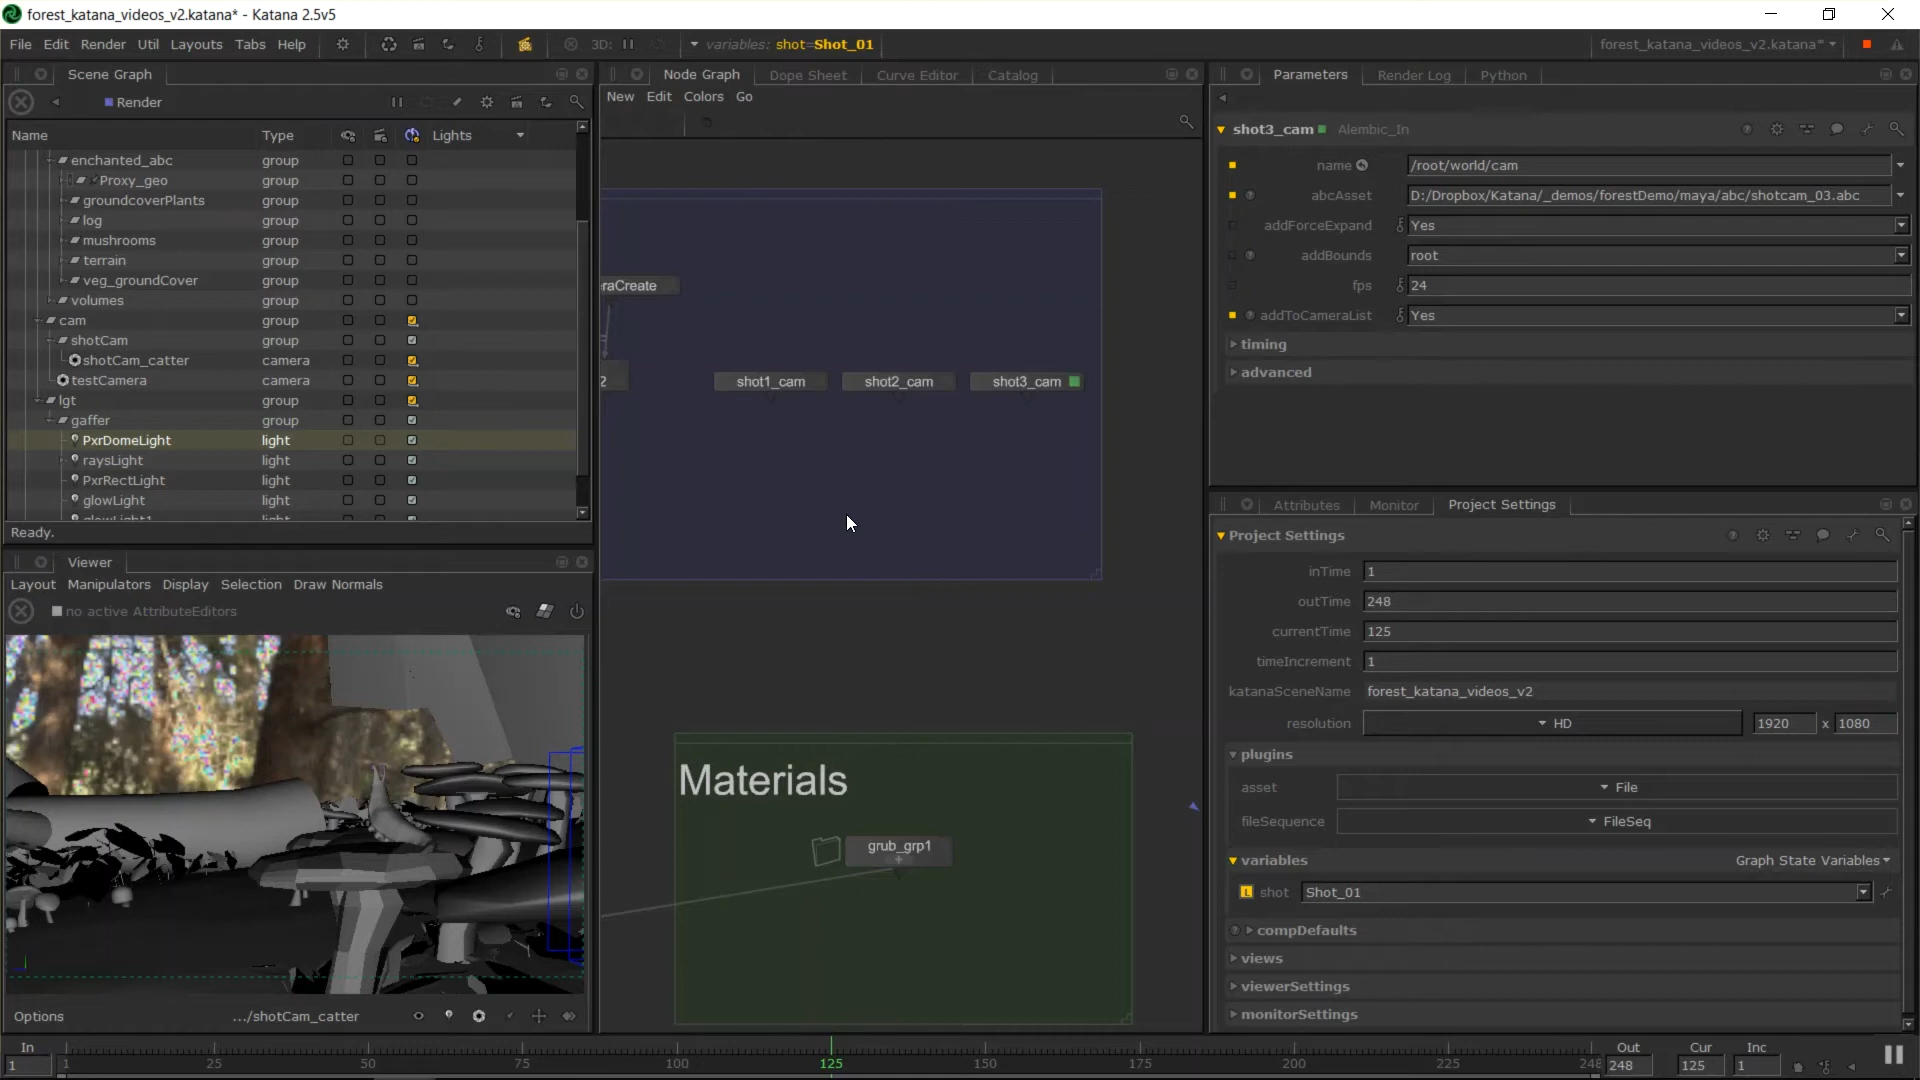 forest_katana_videos_v2.katana* - Katana 2.5v5
File Edit Render Util Layouts Tabs Help 3D: variables: shot=Shot_01 forest_katana_videos_v2.katana*
Scene Graph
Render
Name Type Lights
enchanted_abc group
Proxy_geo group
groundcoverPlants group
log group
mushrooms group
terrain group
veg_groundCover group
volumes group
cam group
shotCam group
shotCam_catter camera
testCamera camera
lgt group
gaffer group
PxrDomeLight light
raysLight light
PxrRectLight light
glowLight light
glowLight1
Ready.
Viewer
Layout Manipulators Display Selection Draw Normals
no active AttributeEditors
Options .../shotCam_catter
Node Graph Dope Sheet Curve Editor Catalog
New Edit Colors Go
raCreate
2
shot1_cam shot2_cam shot3_cam
Materials
grub_grp1
Parameters Render Log Python
shot3_cam Alembic_In
name /root/world/cam
abcAsset D:/Dropbox/Katana/_demos/forestDemo/maya/abc/shotcam_03.abc
addForceExpand Yes
addBounds root
fps 24
addToCameraList Yes
timing
advanced
Attributes Monitor Project Settings
Project Settings
inTime 1
outTime 248
currentTime 125
timeIncrement 1
katanaSceneName forest_katana_videos_v2
resolution HD 1920 x 1080
plugins
asset File
fileSequence FileSeq
variables Graph State Variables
L shot Shot_01
compDefaults
views
viewerSettings
monitorSettings
In Out Cur Inc
1 1 25 50 75 100 125 150 175 200 225 248 248 125 1